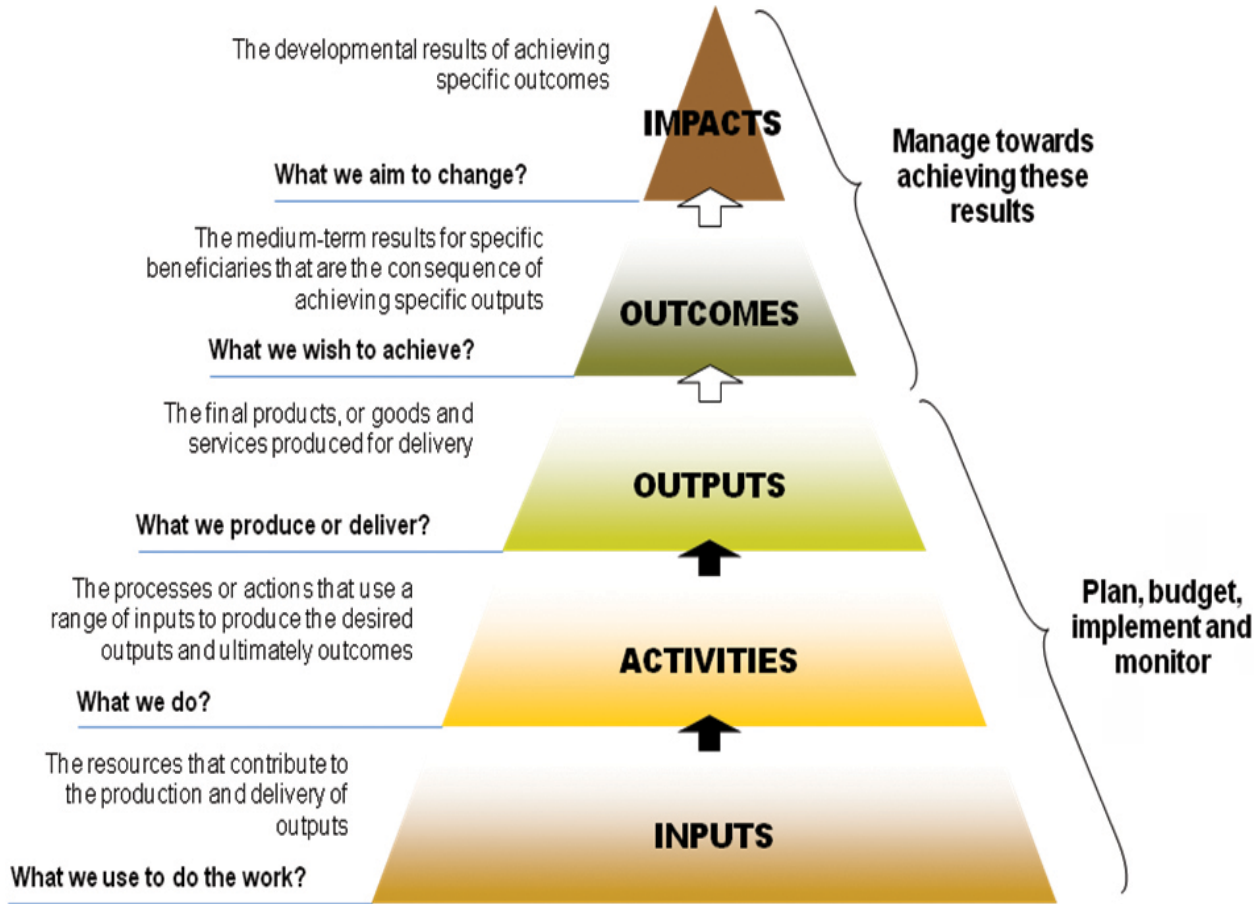 The developmental results of achieving
specific outcomes
IMPACTS
What we aim to change?
Manage towards
achieving these
results
The medium-term results for specific
beneficiaries that are the consequence of
achieving specific outputs
OUTCOMES
What we wish to achieve?
The final products, or goods and
services produced for delivery
OUTPUTS
What we produce or deliver?
The processes or actions that use a
range of inputs to produce the desired
outputs and ultimately outcomes
ACTIVITIES
What we do?
Plan, budget,
implement and
monitor
The resources that contribute to
the production and delivery of
outputs
INPUTS
What we use to do the work?